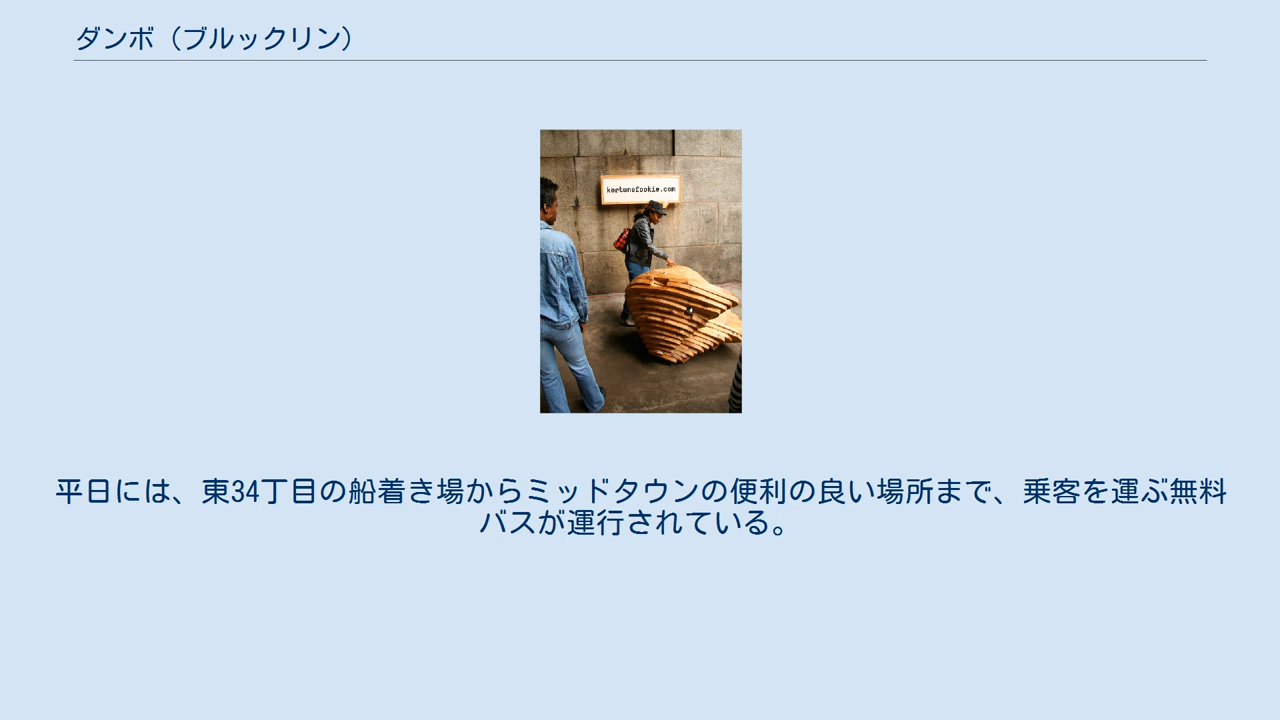 ダンボ（ブルックリン）
kortunofookie.com
平日には、東34丁目の船着き場からミッドタウンの便利の良い場所まで、乗客を運ぶ無料
バスが運行されている。